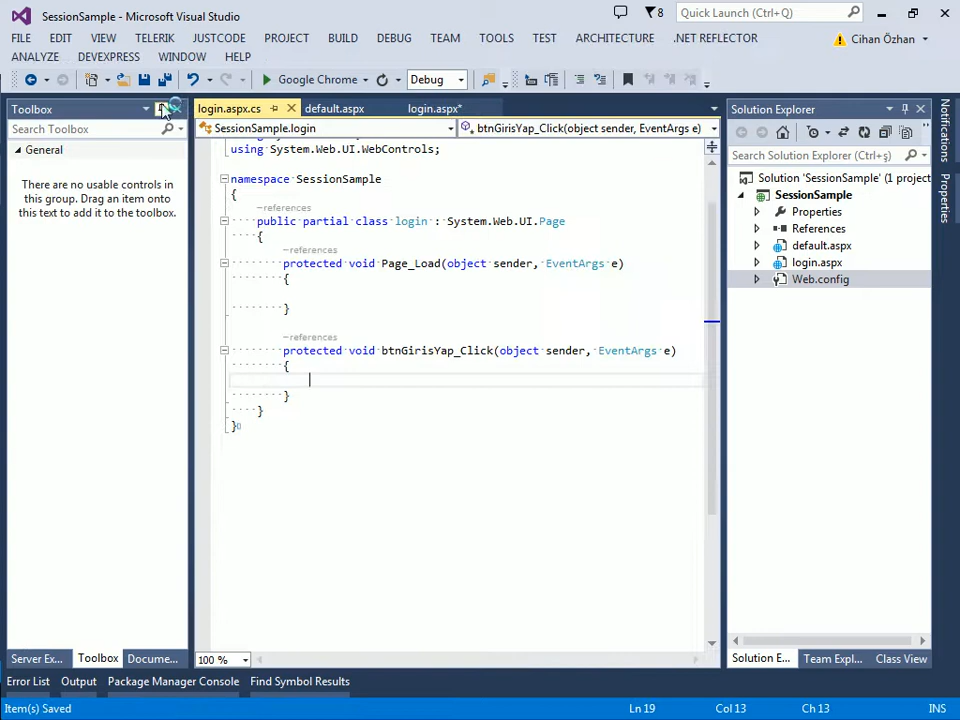 SessionSample - Microsoft Visual Studio
8
Quick Launch (Ctrl+Q)
FILE EDIT VIEW TELERIK JUSTCODE PROJECT BUILD DEBUG TEAM TOOLS TEST ARCHITECTURE .NET REFLECTOR
Cihan Özhan
ANALYZE DEVEXPRESS WINDOW HELP
Google Chrome
Debug
Toolbox
Search Toolbox
General
There are no usable controls in
this group. Drag an item onto
this text to add it to the toolbox.
Server Ex... Toolbox Docume...
login.aspx.cs default.aspx login.aspx*
SessionSample.login
btnGirisYap_Click(object sender, EventArgs e)
using System.Web.UI.WebControls;
namespace SessionSample
{
-references
public partial class login : System.Web.UI.Page
{
-references
protected void Page_Load(object sender, EventArgs e)
{
}
-references
protected void btnGirisYap_Click(object sender, EventArgs e)
{
}
}
}
100 %
Solution Explorer
Search Solution Explorer (Ctrl+ş)
Solution 'SessionSample' (1 project
SessionSample
Properties
References
default.aspx
login.aspx
Web.config
Solution E... Team Expl... Class View
Notifications
Properties
Error List Output Package Manager Console Find Symbol Results
Item(s) Saved
Ln 19 Col 13 Ch 13 INS